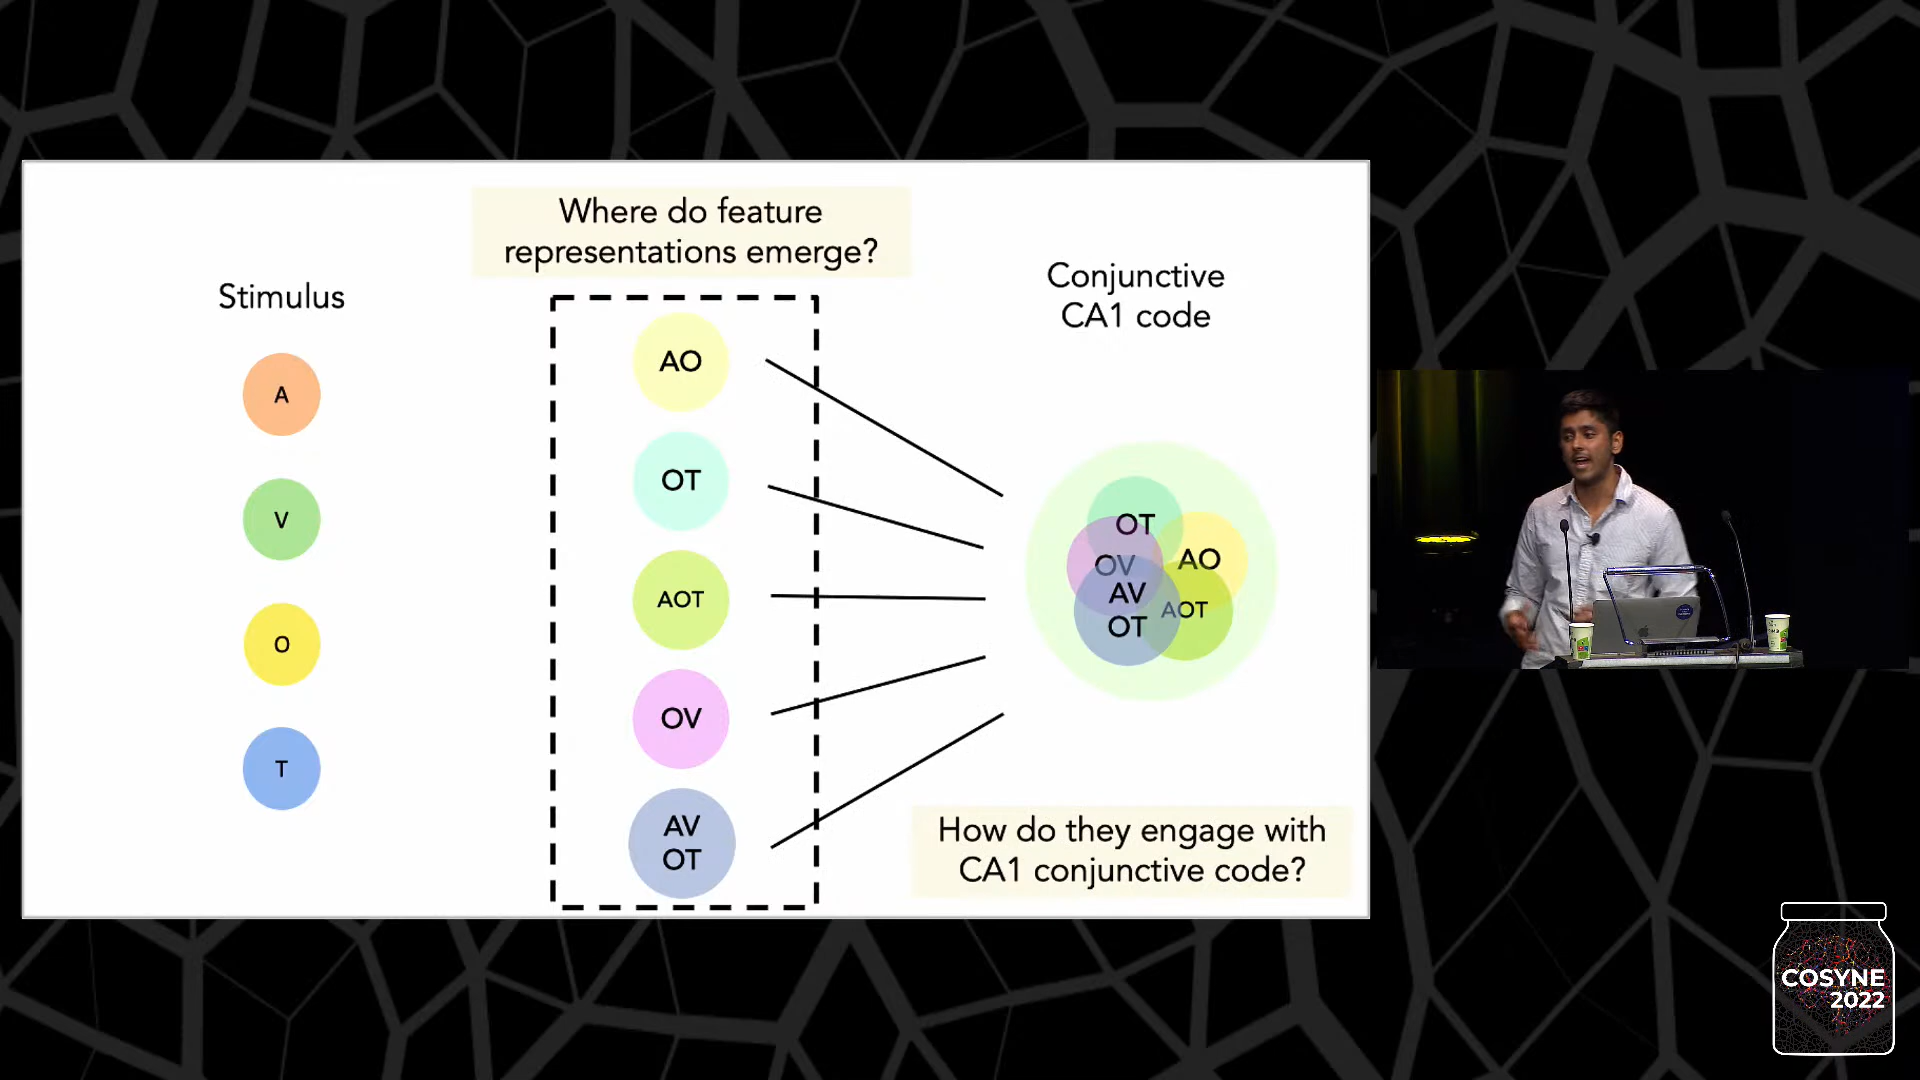 Where do feature
representations emerge?
Stimulus
Conjunctive
CA1 code
A
V
O
T
AO
OT
AOT
OV
AV
OT
OT
OV
AO
AV
OT
AOT
How do they engage with
CA1 conjunctive code?
COSYNE
2022